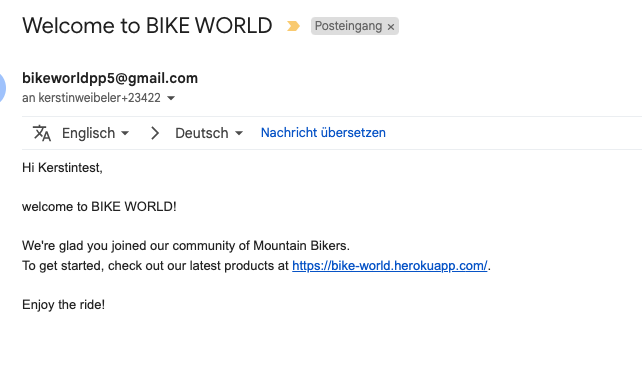 Welcome to BIKE WORLD Posteingang ×
bikeworldpp5@gmail.com
an kerstinweibeler+23422
Englisch > Deutsch Nachricht übersetzen
Hi Kerstintest,
welcome to BIKE WORLD!
We're glad you joined our community of Mountain Bikers.
To get started, check out our latest products at https://bike-world.herokuapp.com/.
Enjoy the ride!